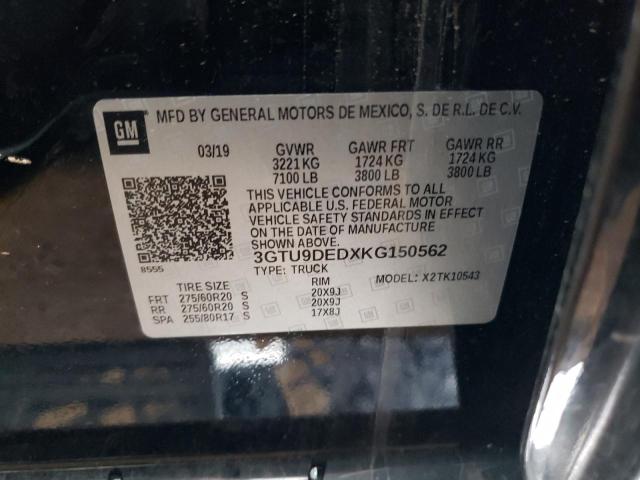 GM
MFD BY GENERAL MOTORS DE MEXICO, S. DE R.L. DE C.V.
03/19 GVWR GAWR FRT GAWR RR
3221 KG 1724 KG 1724 KG
7100 LB 3800 LB 3800 LB
THIS VEHICLE CONFORMS TO ALL
APPLICABLE U.S. FEDERAL MOTOR
VEHICLE SAFETY STANDARDS IN EFFECT
ON THE DATE OF MANUFACTURE
SHOWN ABOVE.
8555 3GTU9DEDXKG150562
TYPE: TRUCK MODEL: X2TK10543
TIRE SIZE RIM
FRT 275/60R20 S 20X9J
RR 275/60R20 S 20X9J
SPA 255/80R17 S 17X8J